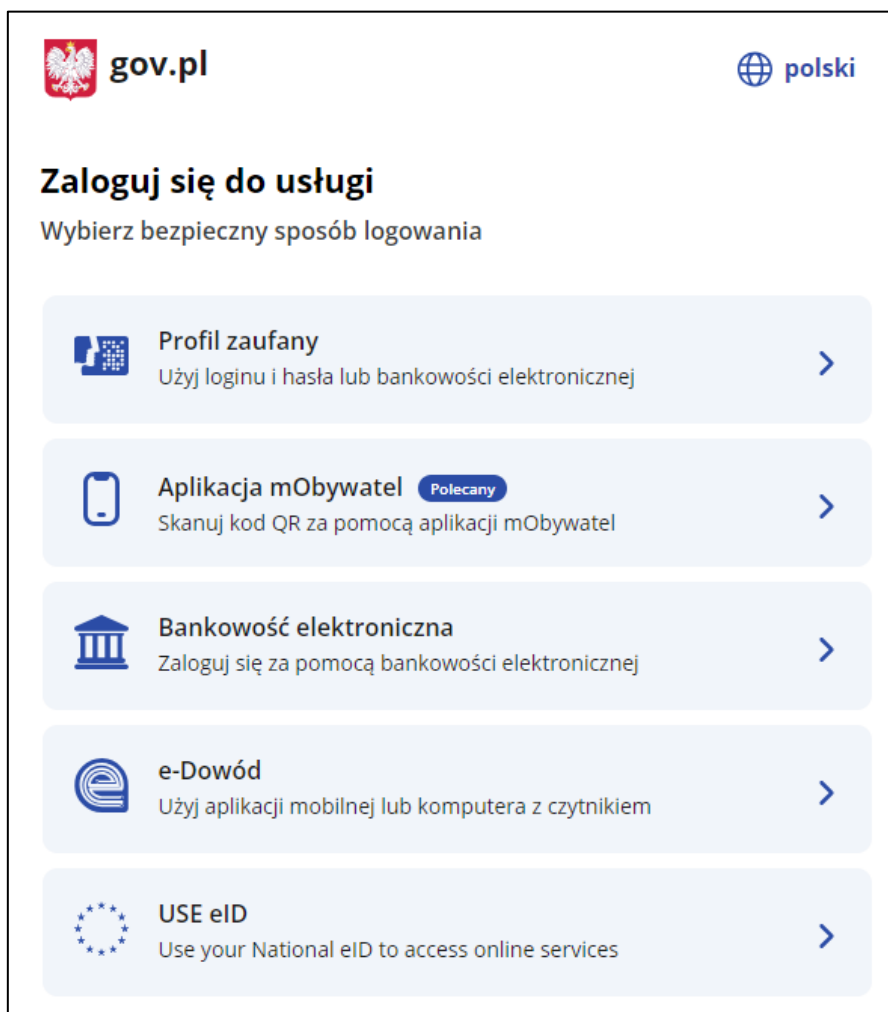 gov.pl
polski
Zaloguj się do usługi
Wybierz bezpieczny sposób logowania
Profil zaufany
Użyj loginu i hasła lub bankowości elektronicznej
Aplikacja mObywatel Polecany
Skanuj kod QR za pomocą aplikacji mObywatel
Bankowość elektroniczna
Zaloguj się za pomocą bankowości elektronicznej
e-Dowód
Użyj aplikacji mobilnej lub komputera z czytnikiem
USE eID
Use your National eID to access online services